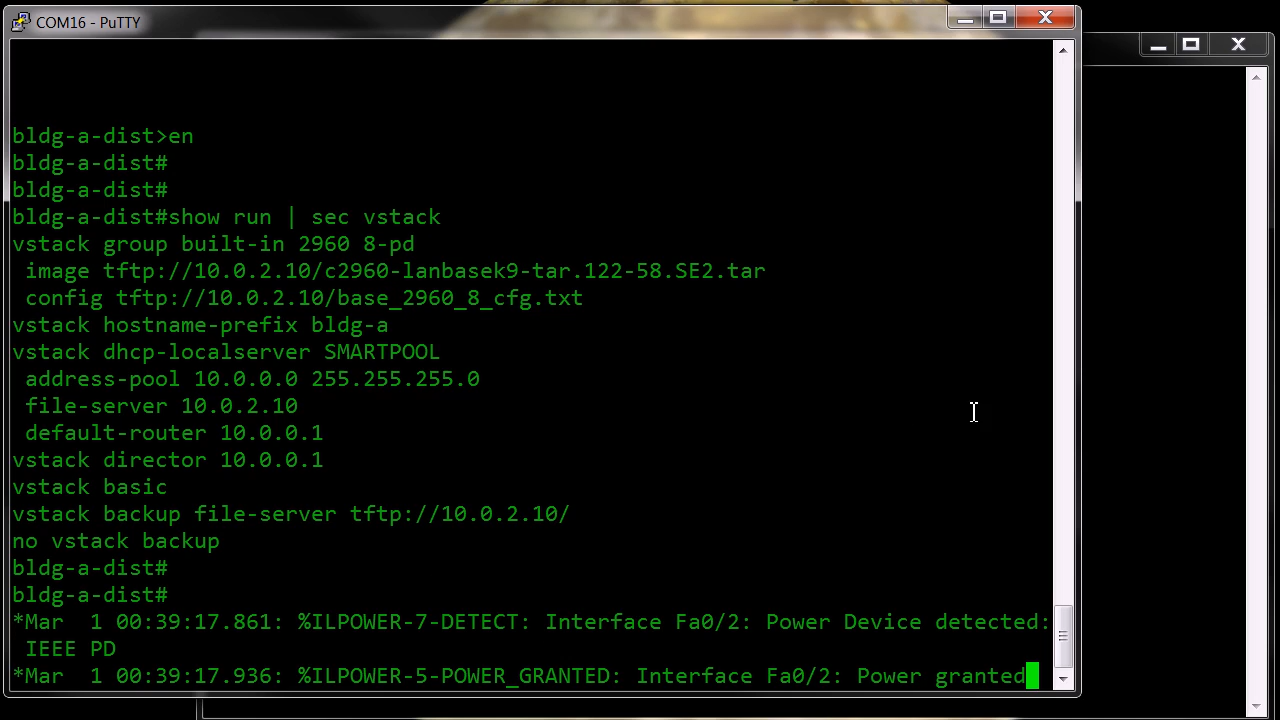 COM16 - PuTTY
bldg-a-dist>en
bldg-a-dist#
bldg-a-dist#
bldg-a-dist#show run | sec vstack
vstack group built-in 2960 8-pd
 image tftp://10.0.2.10/c2960-lanbasek9-tar.122-58.SE2.tar
 config tftp://10.0.2.10/base_2960_8_cfg.txt
vstack hostname-prefix bldg-a
vstack dhcp-localserver SMARTPOOL
 address-pool 10.0.0.0 255.255.255.0
 file-server 10.0.2.10
 default-router 10.0.0.1
vstack director 10.0.0.1
vstack basic
vstack backup file-server tftp://10.0.2.10/
no vstack backup
bldg-a-dist#
bldg-a-dist#
*Mar  1 00:39:17.861: %ILPOWER-7-DETECT: Interface Fa0/2: Power Device detected:
 IEEE PD
*Mar  1 00:39:17.936: %ILPOWER-5-POWER_GRANTED: Interface Fa0/2: Power granted